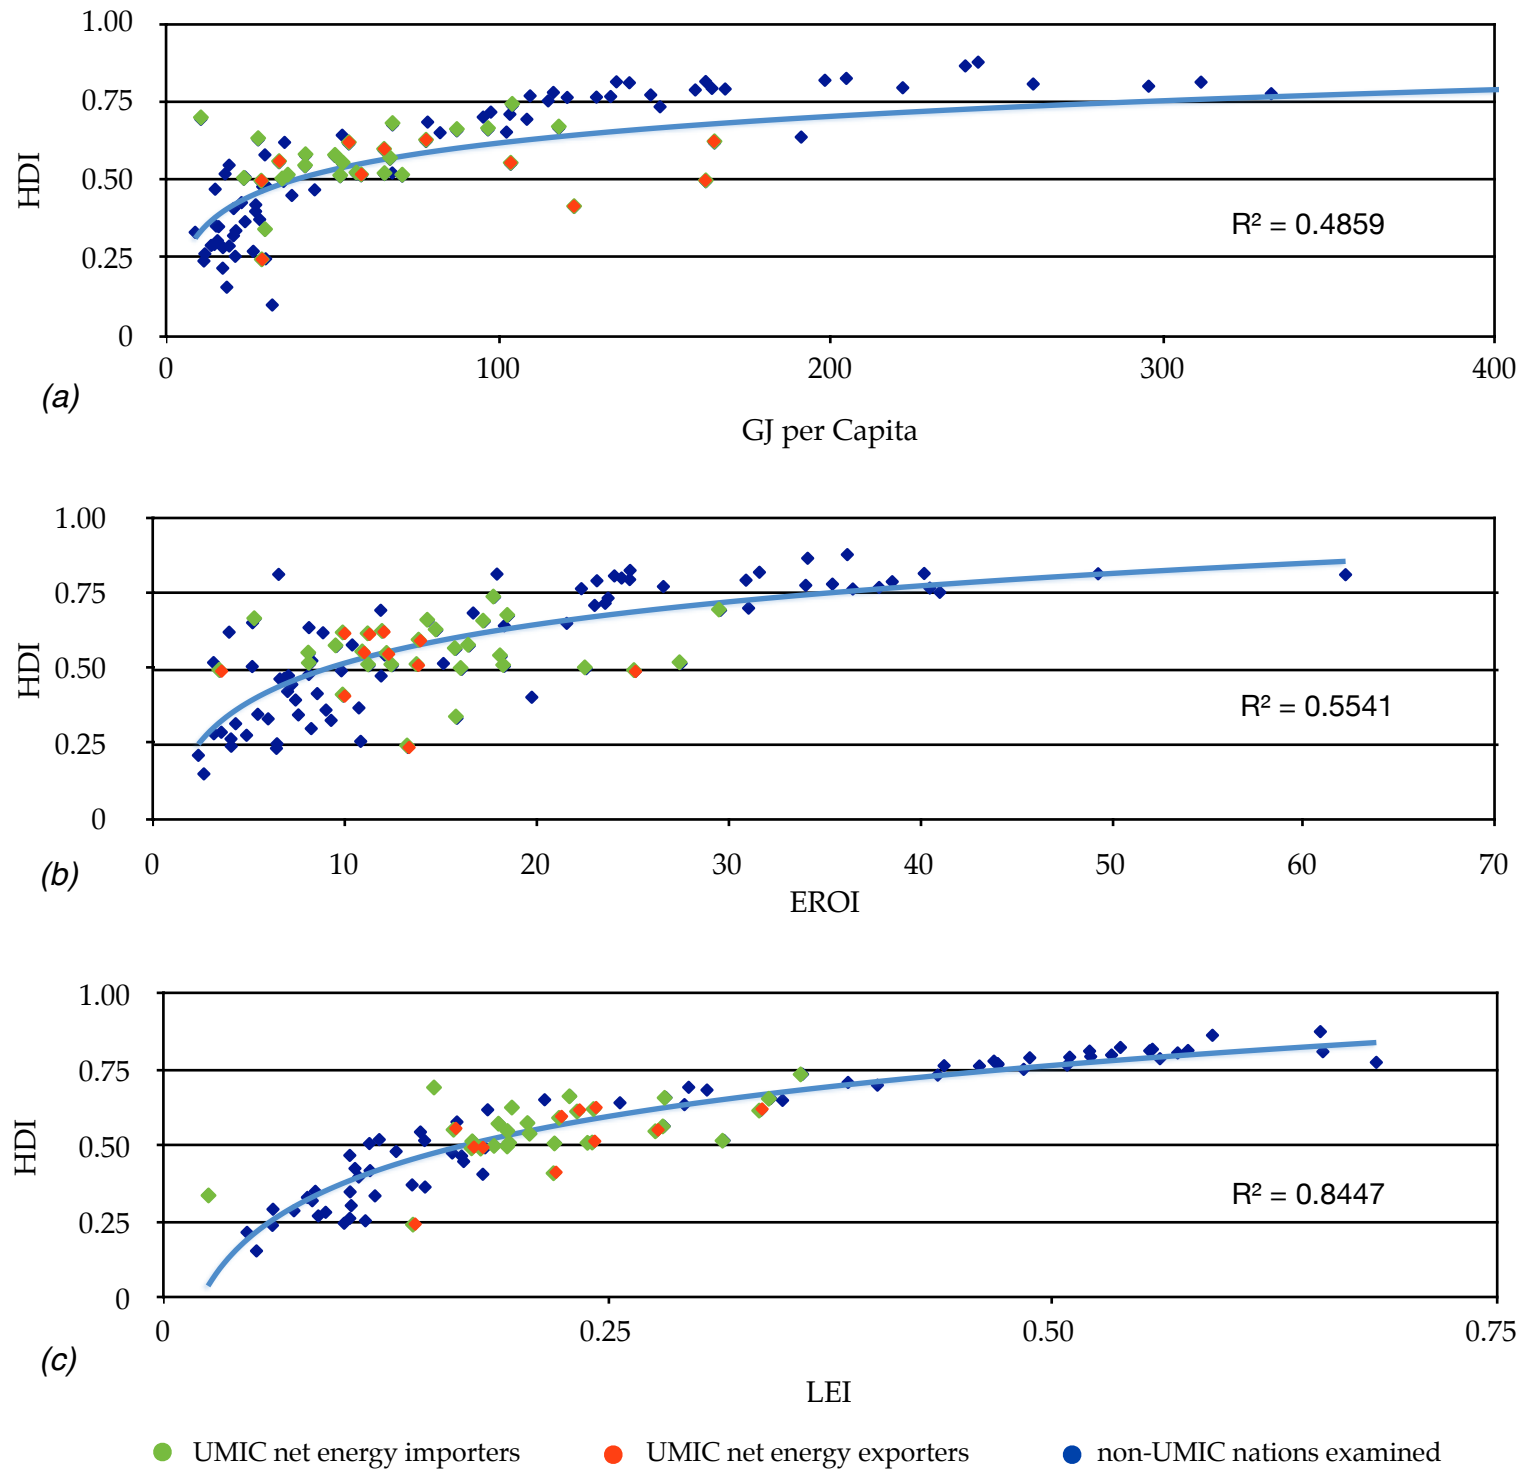 1.00
0.75
0.50
0.25
0
HDI
R² = 0.4859
0 100 200 300 400
(a)
GJ per Capita
1.00
0.75
0.50
0.25
0
HDI
R² = 0.5541
0 10 20 30 40 50 60 70
(b)
EROI
1.00
0.75
0.50
0.25
0
HDI
R² = 0.8447
0 0.25 0.50 0.75
(c)
LEI
UMIC net energy importers UMIC net energy exporters non-UMIC nations examined